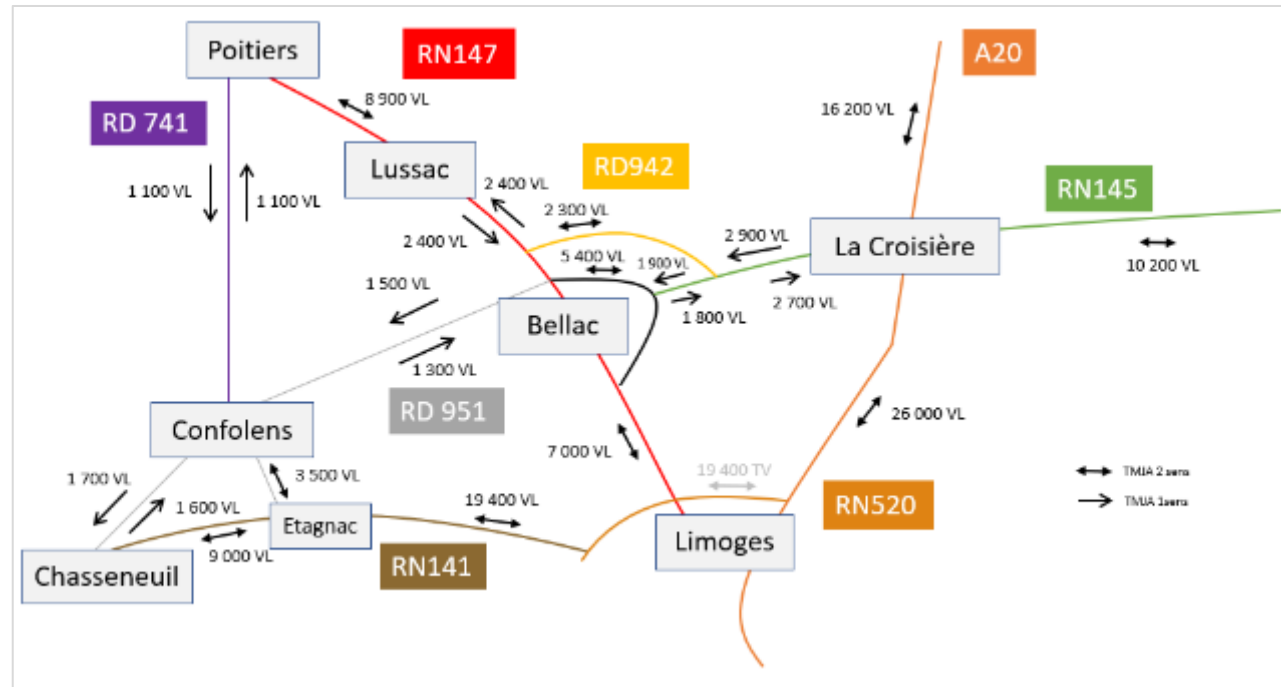 Poitiers
RN147
A20
8 900 VL
RD 741
16 200 VL
Lussac
RD942
RN145
2 400 VL
1 100 VL
1 100 VL
2 300 VL
2 400 VL
2 900 VL
La Croisière
5 400 VL
1 900 VL
10 200 VL
1 500 VL
2 700 VL
1 800 VL
Bellac
1 300 VL
RD 951
Confolens
26 000 VL
7 000 VL
3 500 VL
19 400 TV
1 700 VL
TMJA 2 sens
19 400 VL
1 600 VL
TMJA 1sens
RN520
Etagnac
Limoges
9 000 VL
RN141
Chasseneuil